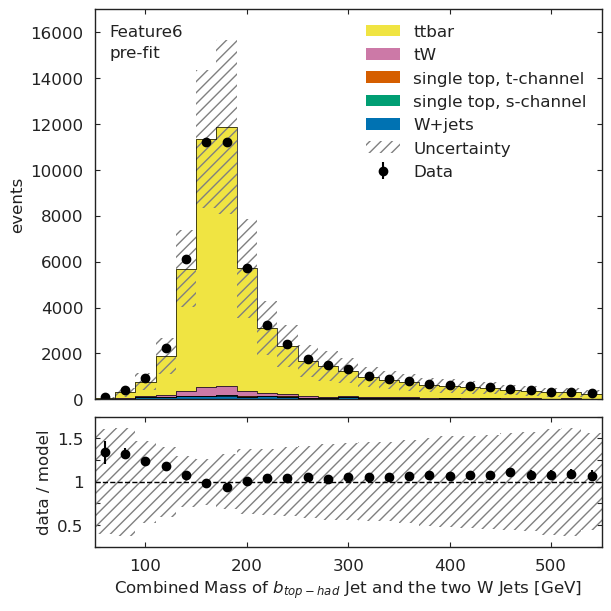 Feature6
pre-fit
ttbar
tW
single top, t-channel
single top, s-channel
W+jets
Uncertainty
Data
events
16000
14000
12000
10000
8000
6000
4000
2000
0
data / model
1.5
1
0.5
100 200 300 400 500
Combined Mass of b_{top-had} Jet and the two W Jets [GeV]